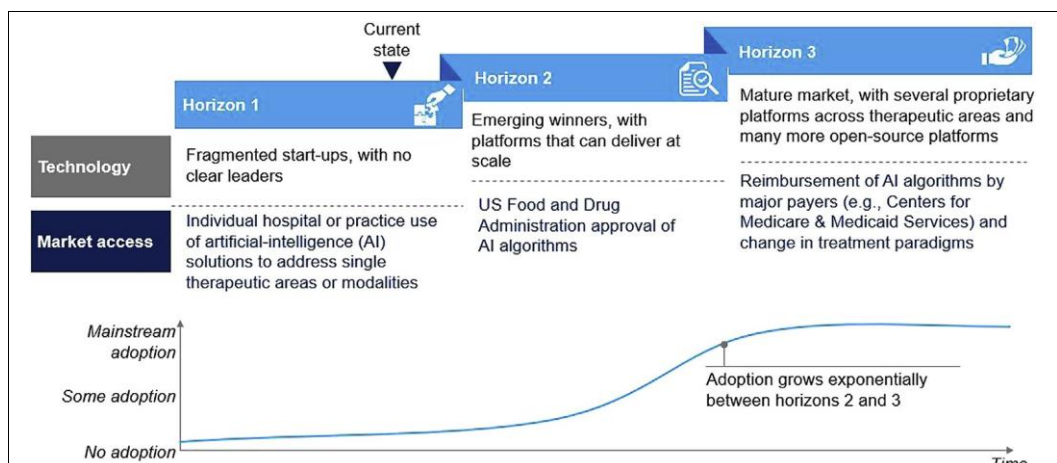 Current
state
Horizon 1
Horizon 2
Horizon 3
Technology
Fragmented start-ups, with no
clear leaders
Emerging winners, with
platforms that can deliver at
scale
Mature market, with several proprietary
platforms across therapeutic areas and
many more open-source platforms
Market access
Individual hospital or practice use
of artificial-intelligence (AI)
solutions to address single
therapeutic areas or modalities
US Food and Drug
Administration approval of
AI algorithms
Reimbursement of AI algorithms by
major payers (e.g., Centers for
Medicare & Medicaid Services) and
change in treatment paradigms
Mainstream
adoption
Some adoption
No adoption
Adoption grows exponentially
between horizons 2 and 3
Time